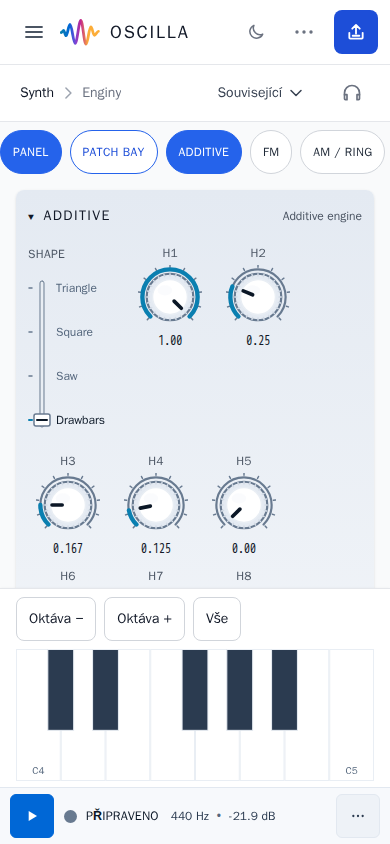 OSCILLA
Synth Enginy Související
PANEL PATCH BAY ADDITIVE FM AM / RING
▾ ADDITIVE Additive engine
SHAPE H1 H2
Triangle
Square
1.00 0.25
Saw
Drawbars
H3 H4 H5
0.167 0.125 0.00
H6 H7 H8
Oktáva − Oktáva + Vše
C4 C5
PŘIPRAVENO 440 Hz • -21.9 dB